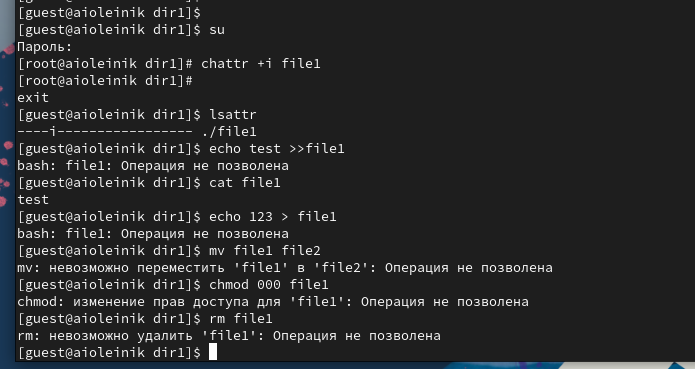 [guest@aioleinik dir1]$
[guest@aioleinik dir1]$ su
Пароль:
[root@aioleinik dir1]# chattr +i file1
[root@aioleinik dir1]#
exit
[guest@aioleinik dir1]$ lsattr
----i----------------- ./file1
[guest@aioleinik dir1]$ echo test >>file1
bash: file1: Операция не позволена
[guest@aioleinik dir1]$ cat file1
test
[guest@aioleinik dir1]$ echo 123 > file1
bash: file1: Операция не позволена
[guest@aioleinik dir1]$ mv file1 file2
mv: невозможно переместить 'file1' в 'file2': Операция не позволена
[guest@aioleinik dir1]$ chmod 000 file1
chmod: изменение прав доступа для 'file1': Операция не позволена
[guest@aioleinik dir1]$ rm file1
rm: невозможно удалить 'file1': Операция не позволена
[guest@aioleinik dir1]$